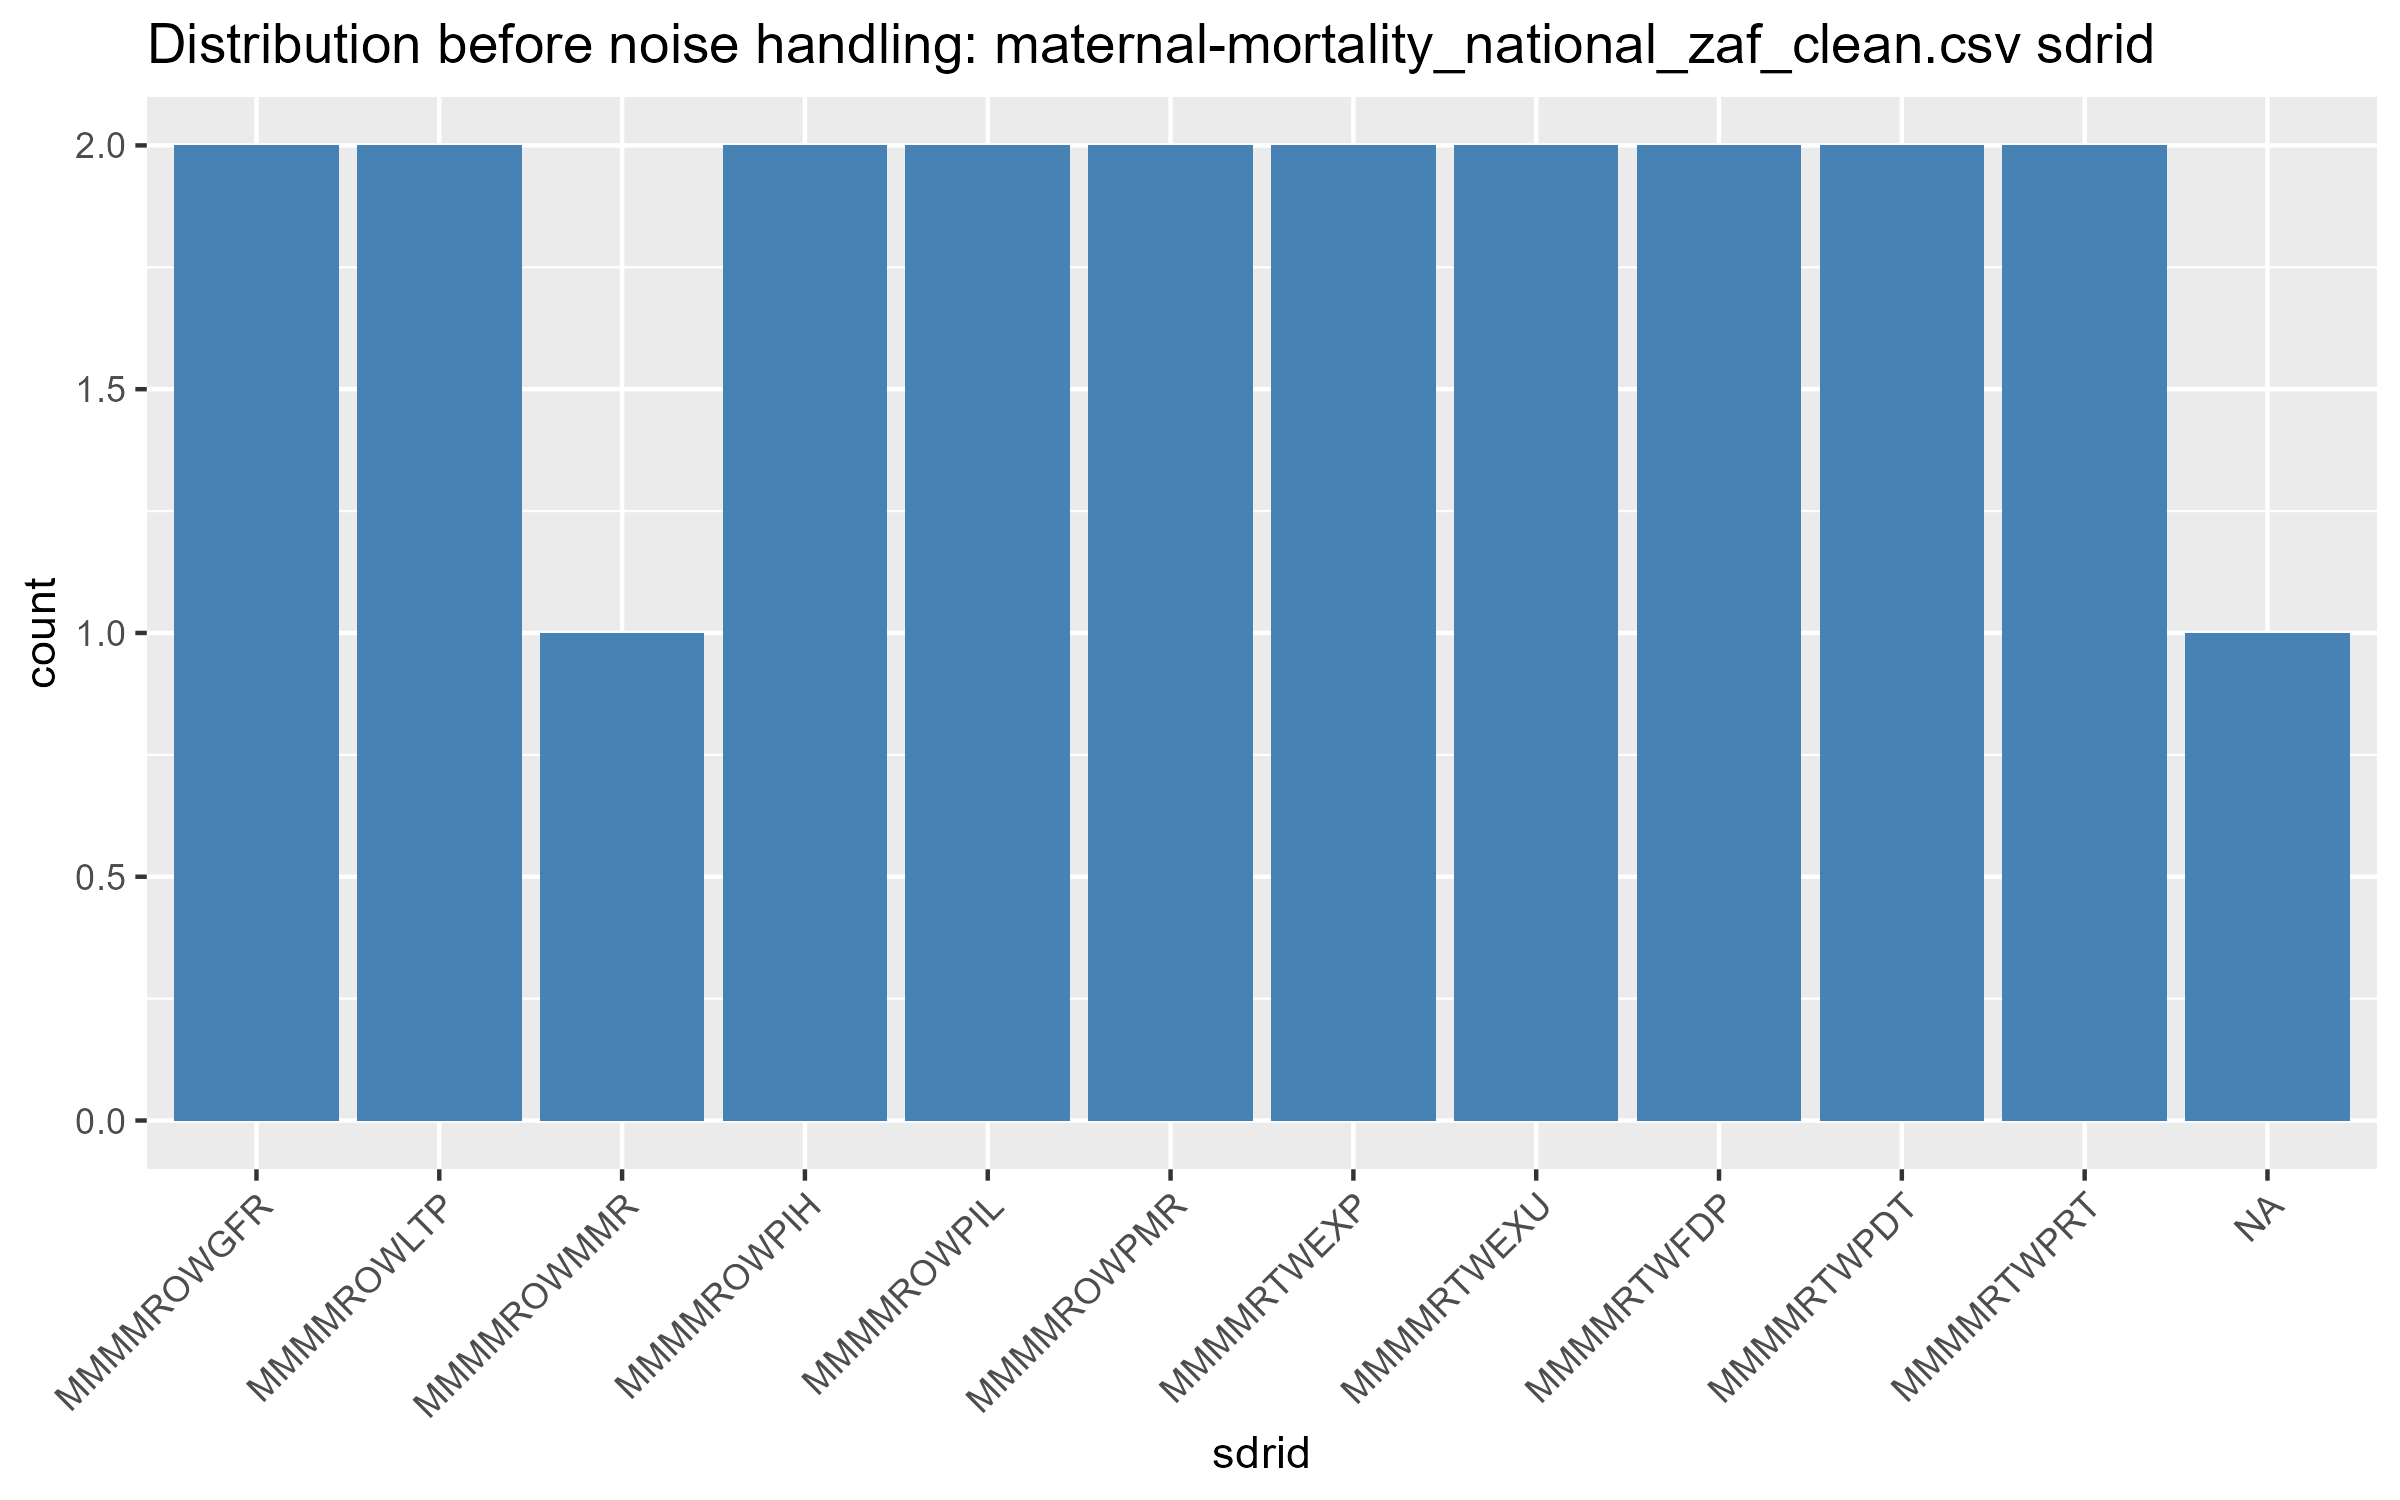 Distribution before noise handling: maternal-mortality_national_zaf_clean.csv sdrid
count
2.0
1.5
1.0
0.5
0.0
MMMMROWGFR
MMMMROWLTP
MMMMROWMMR
MMMMROWPIH
MMMMROWPIL
MMMMROWPMR
MMMMRTWEXP
MMMMRTWEXU
MMMMRTWFDP
MMMMRTWPDT
MMMMRTWPRT
NA
sdrid